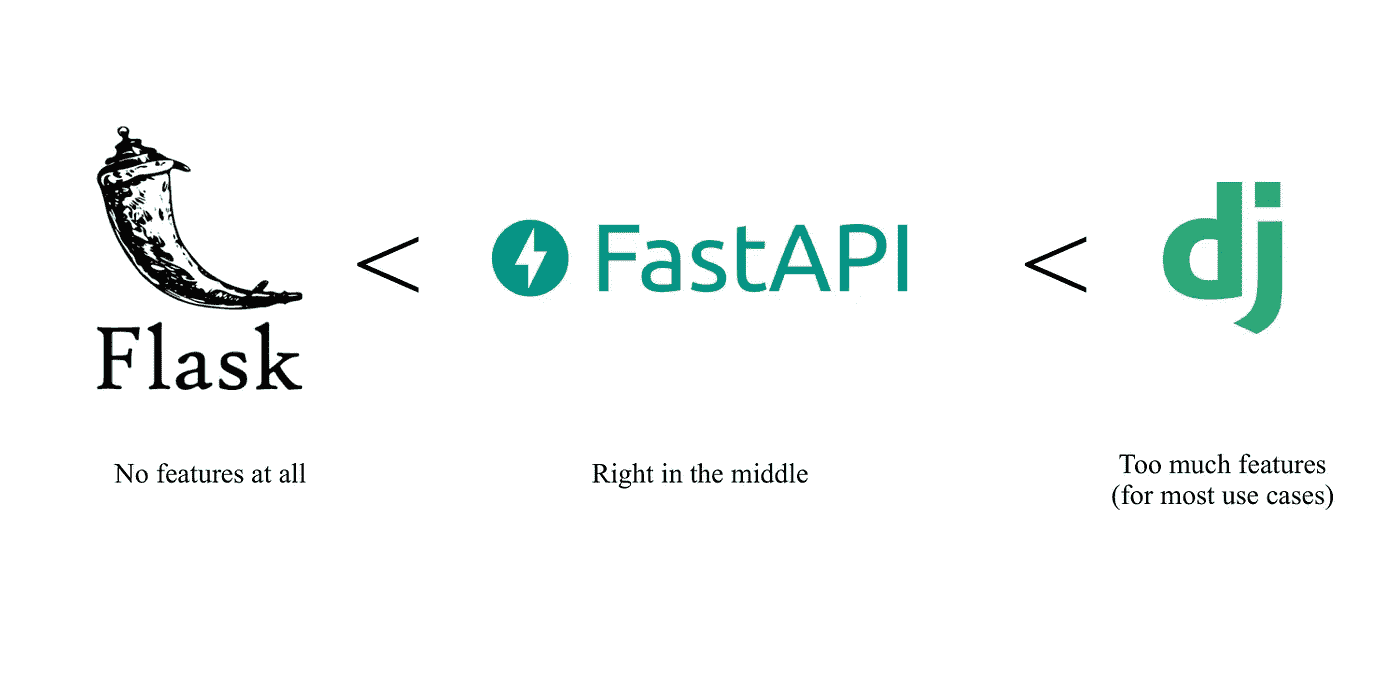 Flask
<
FastAPI
<
dj
No features at all
Right in the middle
Too much features
(for most use cases)